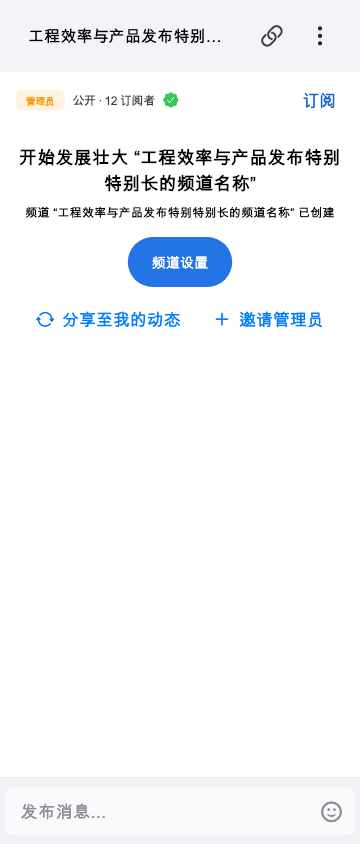 工程效率与产品发布特别...
管理员 公开 · 12 订阅者 订阅
开始发展壮大 “工程效率与产品发布特别
特别长的频道名称”
频道 “工程效率与产品发布特别特别长的频道名称” 已创建
频道设置
分享至我的动态 邀请管理员
发布消息...